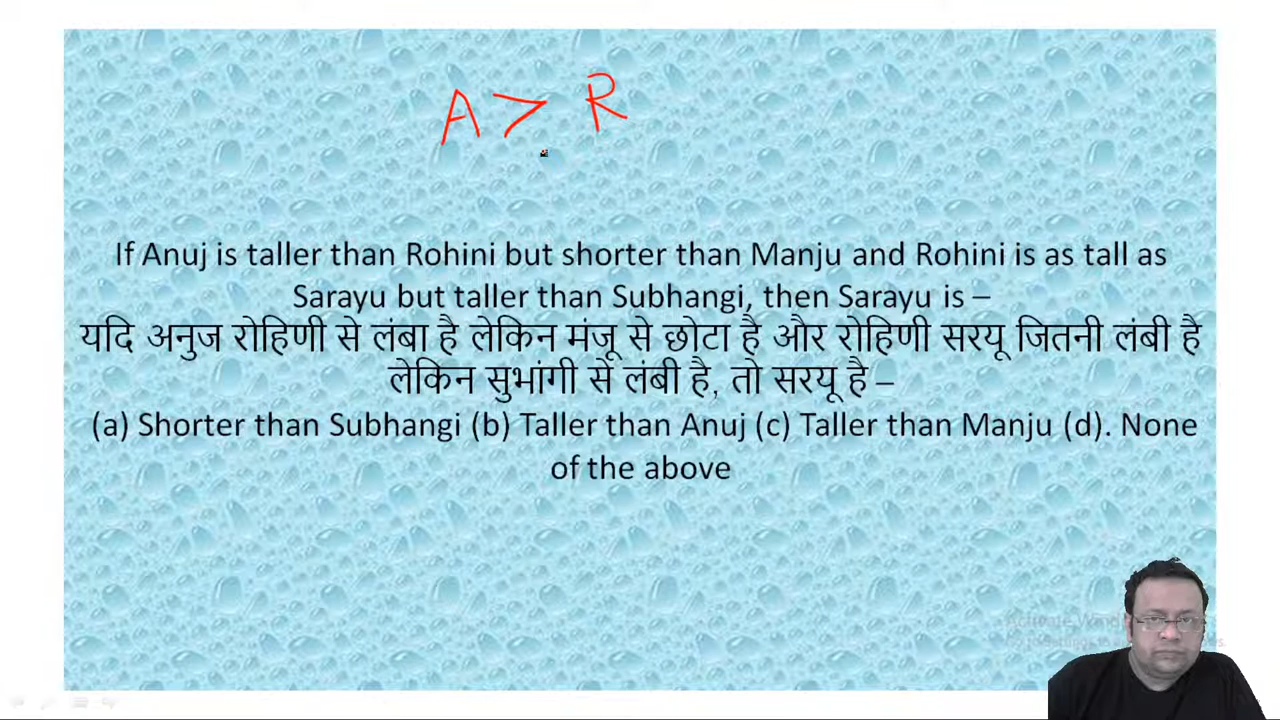 A > R
If Anuj is taller than Rohini but shorter than Manju and Rohini is as tall as
Sarayu but taller than Subhangi, then Sarayu is –
यदि अनुज रोहिणी से लंबा है लेकिन मंजू से छोटा है और रोहिणी सरयू जितनी लंबी है
लेकिन सुभांगी से लंबी है, तो सरयू है –
(a) Shorter than Subhangi (b) Taller than Anuj (c) Taller than Manju (d). None
of the above